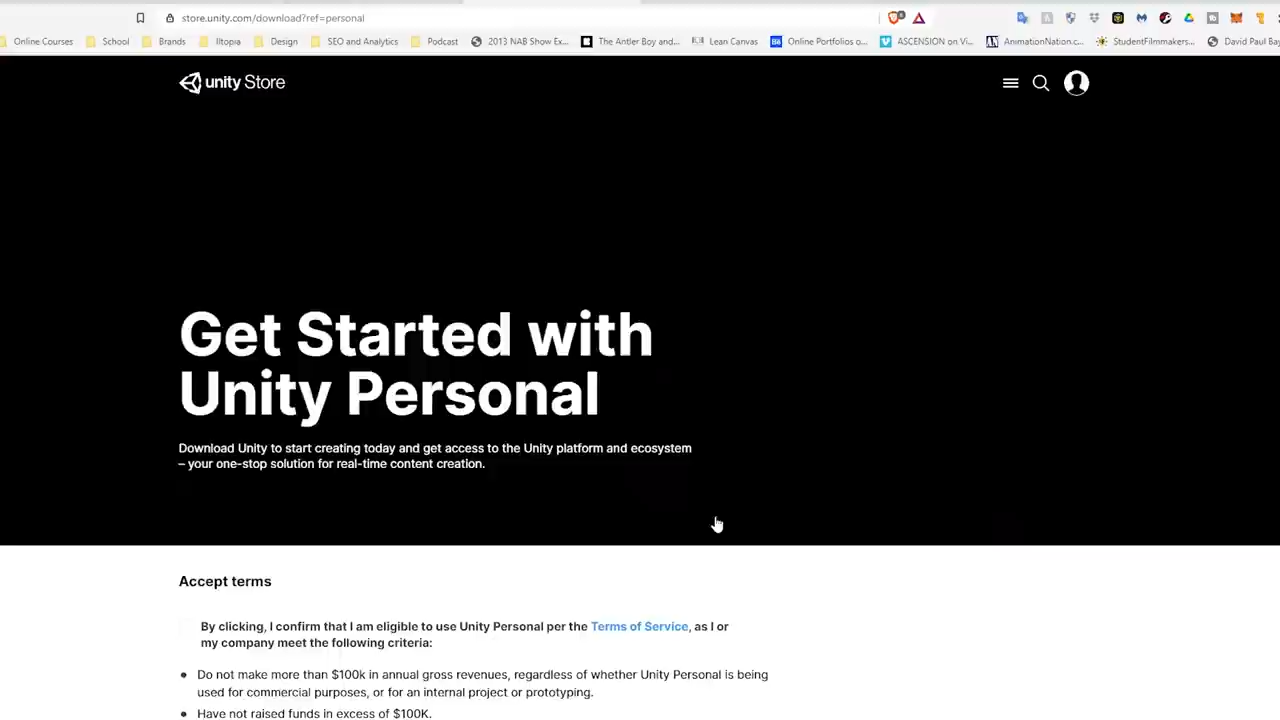 store.unity.com/download?ref=personal
Online Courses School Brands Iltopia Design SEO and Analytics Podcast 2013 NAB Show Ex... The Antler Boy and... Lean Canvas Online Portfolios o... ASCENSION on Vi... AnimationNation.c... StudentFilmmakers... David Paul Ba
unity Store
Get Started with
Unity Personal
Download Unity to start creating today and get access to the Unity platform and ecosystem
– your one-stop solution for real-time content creation.
Accept terms
By clicking, I confirm that I am eligible to use Unity Personal per the Terms of Service, as I or
my company meet the following criteria:
• Do not make more than $100k in annual gross revenues, regardless of whether Unity Personal is being
used for commercial purposes, or for an internal project or prototyping.
• Have not raised funds in excess of $100K.